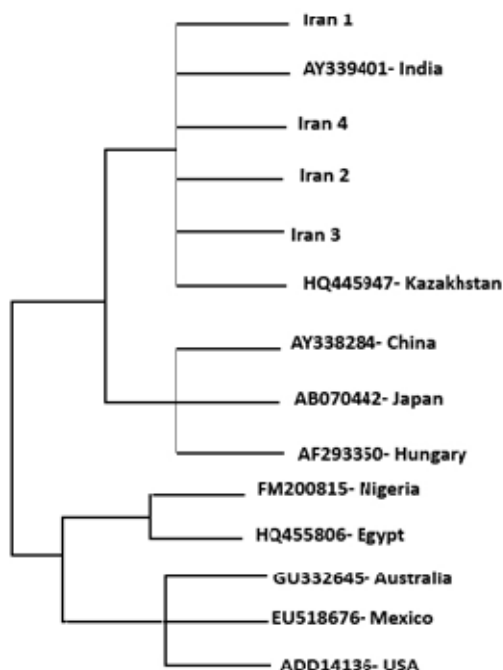 Iran 1
AY339401- India
Iran 4
Iran 2
Iran 3
HQ445947- Kazakhstan
AY338284- China
AB070442- Japan
AF293350- Hungary
FM200815- Nigeria
HQ455806- Egypt
GU332645- Australia
EU518676- Mexico
ADD14136- USA